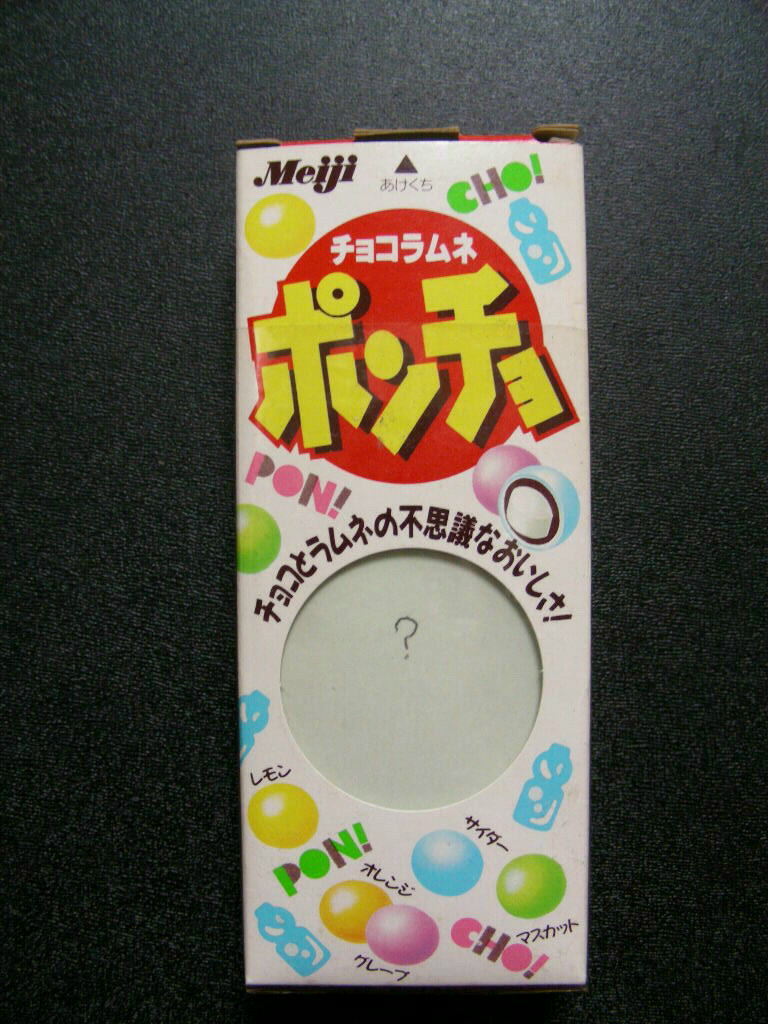 Meiji
あけくち
CHO!
チョコラムネ
ポンチョ
PON!
チョコとラムネの不思議なおいしさ!
?
レモン
サイダー
PON!
オレンジ
マスカット
CHO!
グレープ